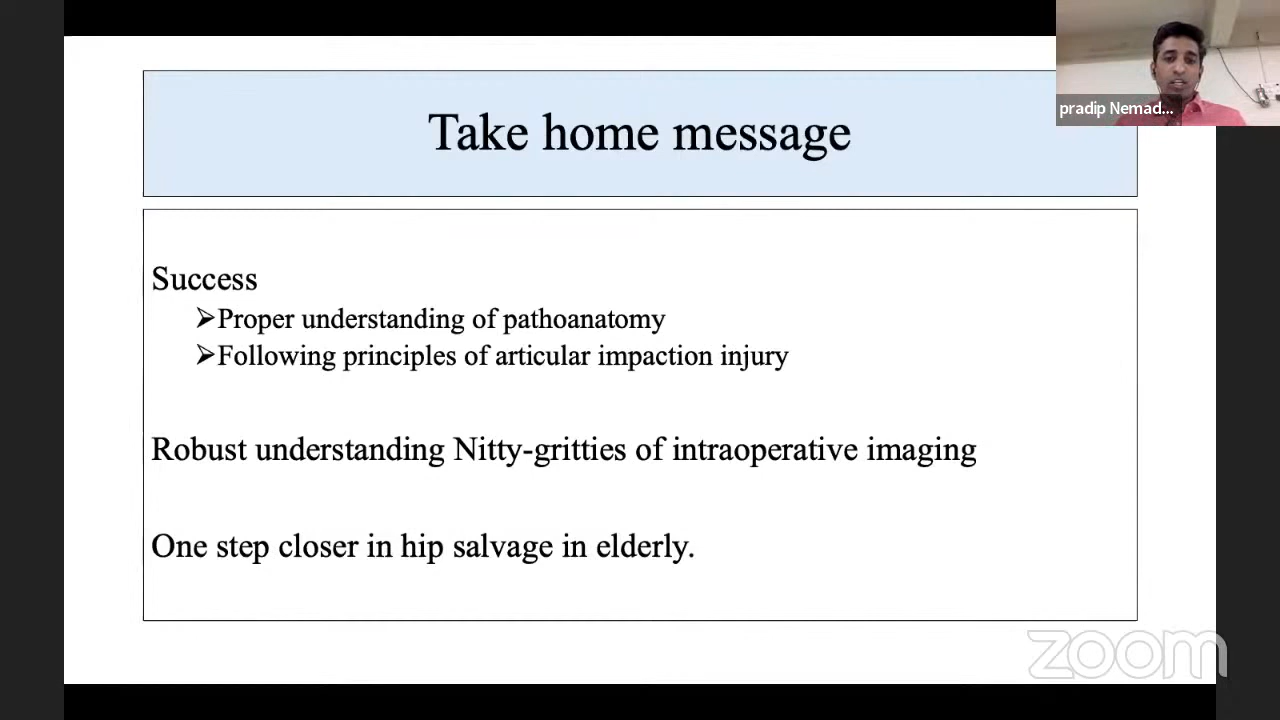 Take home message
pradip Nemad...
Success
➢Proper understanding of pathoanatomy
➢Following principles of articular impaction injury
Robust understanding Nitty-gritties of intraoperative imaging
One step closer in hip salvage in elderly.
zoom